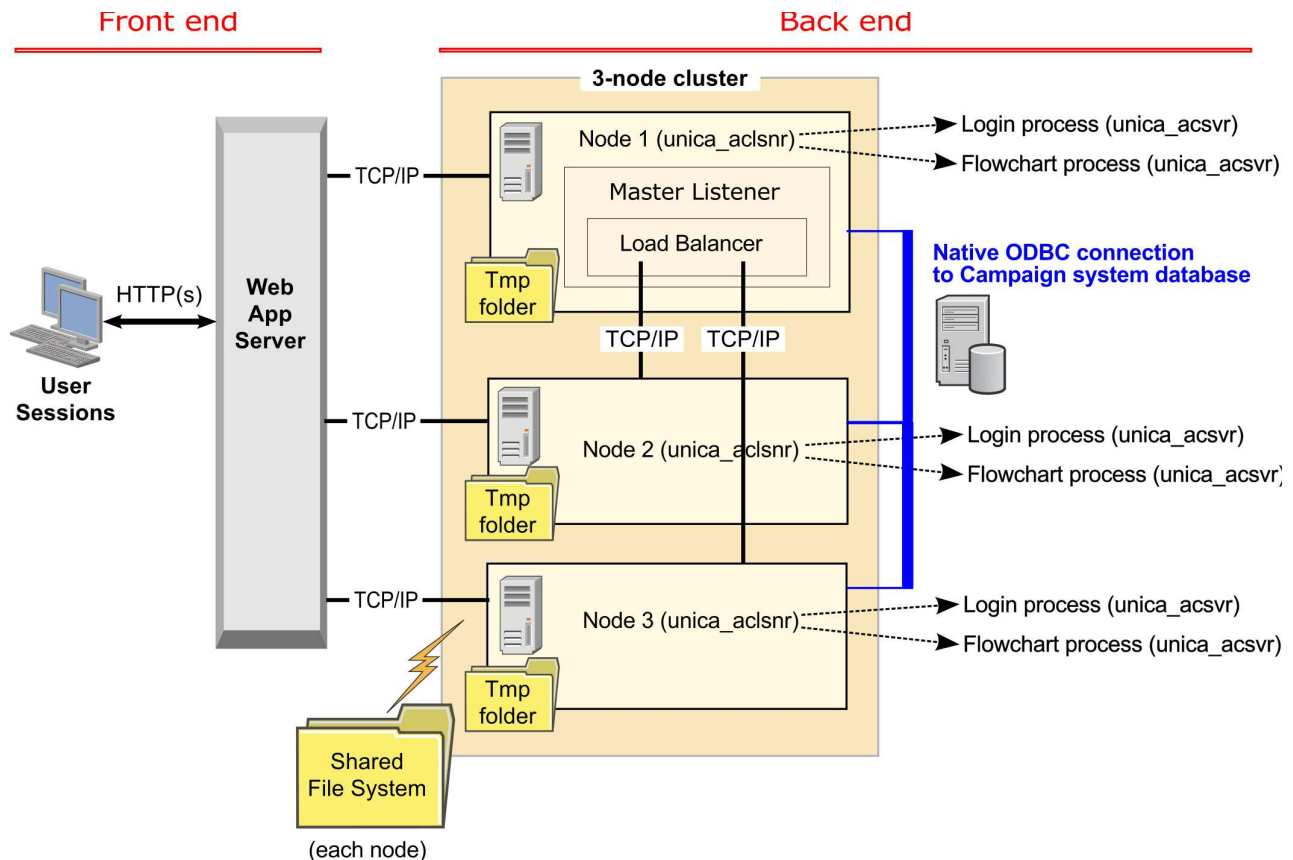 Front end
Back end
3-node cluster
Node 1 (unica_aclsnr)
Login process (unica_acsvr)
Flowchart process (unica_acsvr)
TCP/IP
Master Listener
Load Balancer
Tmp
folder
Native ODBC connection
to Campaign system database
HTTP(s)
Web
App
Server
User
Sessions
TCP/IP
TCP/IP
TCP/IP
Node 2 (unica_aclsnr)
Login process (unica_acsvr)
Flowchart process (unica_acsvr)
Tmp
folder
TCP/IP
Node 3 (unica_aclsnr)
Login process (unica_acsvr)
Flowchart process (unica_acsvr)
Tmp
folder
Shared
File System
(each node)